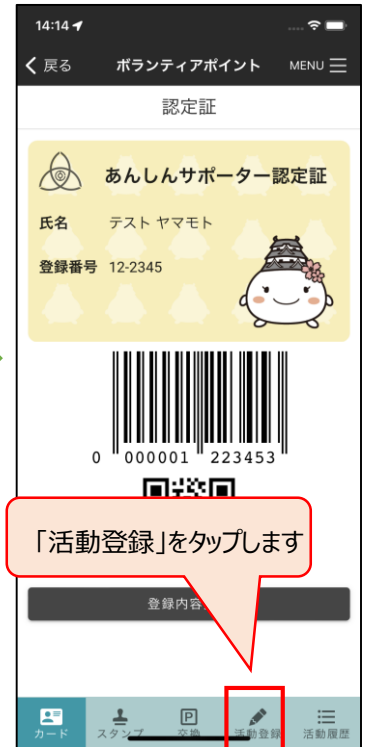 14:14
戻る ボランティアポイント MENU
認定証
あんしんサポーター認定証
氏名 テスト ヤマモト
登録番号 12-2345
0 000001 223453
「活動登録」をタップします
登録内容
カード スタンプ 交換 活動登録 活動履歴